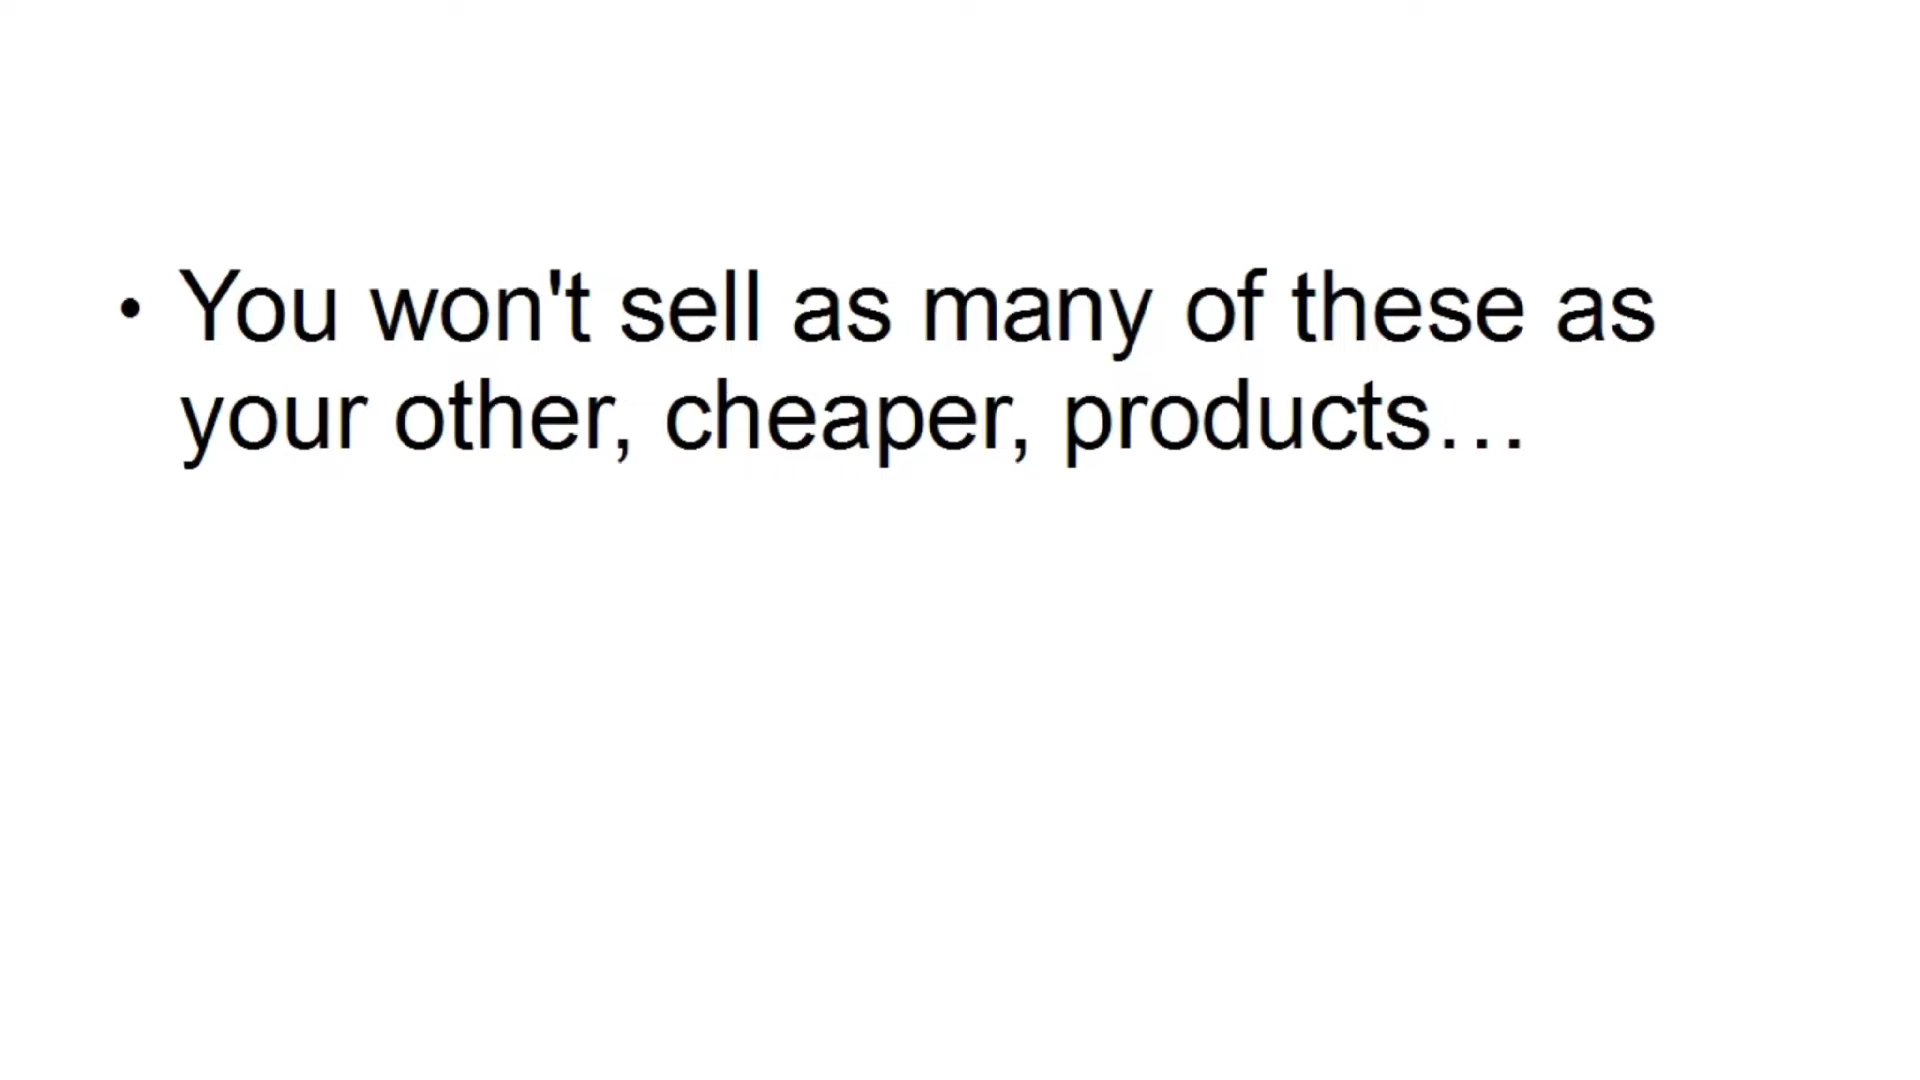 • You won't sell as many of these as
your other, cheaper, products…